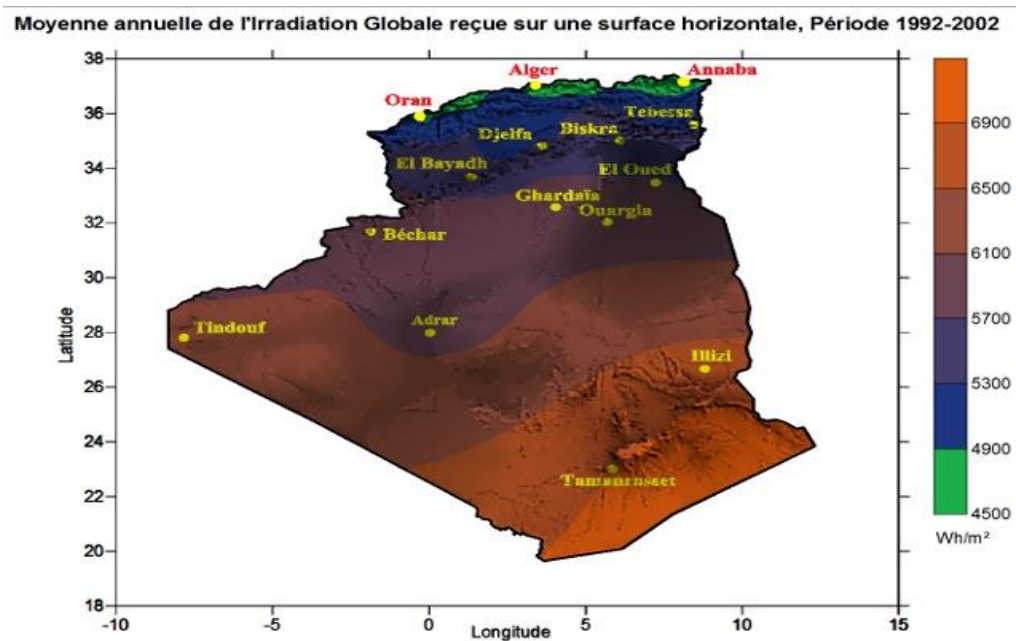 Moyenne annuelle de l'Irradiation Globale reçue sur une surface horizontale, Période 1992-2002
38
36
34
32
30
28
26
24
22
20
18
Latitude
-10
-5
0
5
10
15
Longitude
Alger
Annaba
Oran
Tebessa
Djelfa
Biskra
El Bayadh
El Oued
Ghardaïa
Ouargla
Béchar
Adrar
Tindouf
Illizi
Tamanrasset
6900
6500
6100
5700
5300
4900
4500
Wh/m²